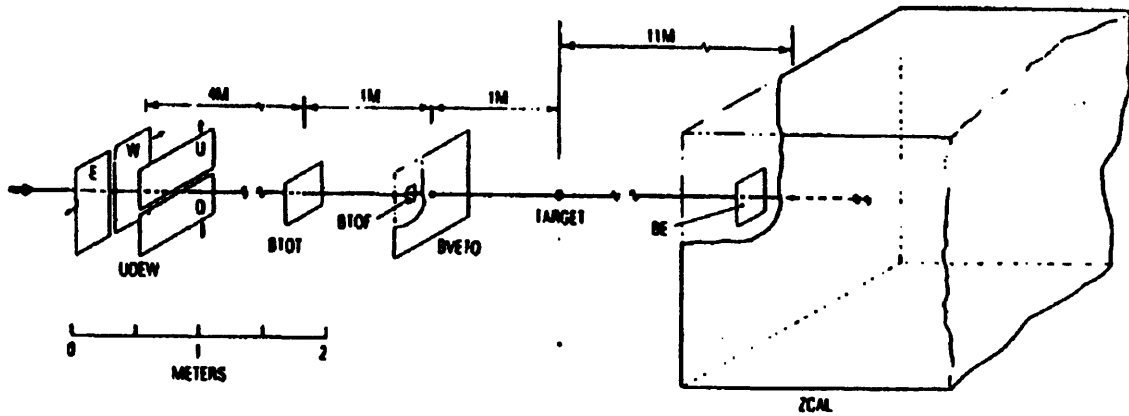 11M
4M
1M
1M
E
W
U
D
BTOT
BTOF
BVETO
TARGET
BE
UDEW
0
1
2
METERS
ZCAL